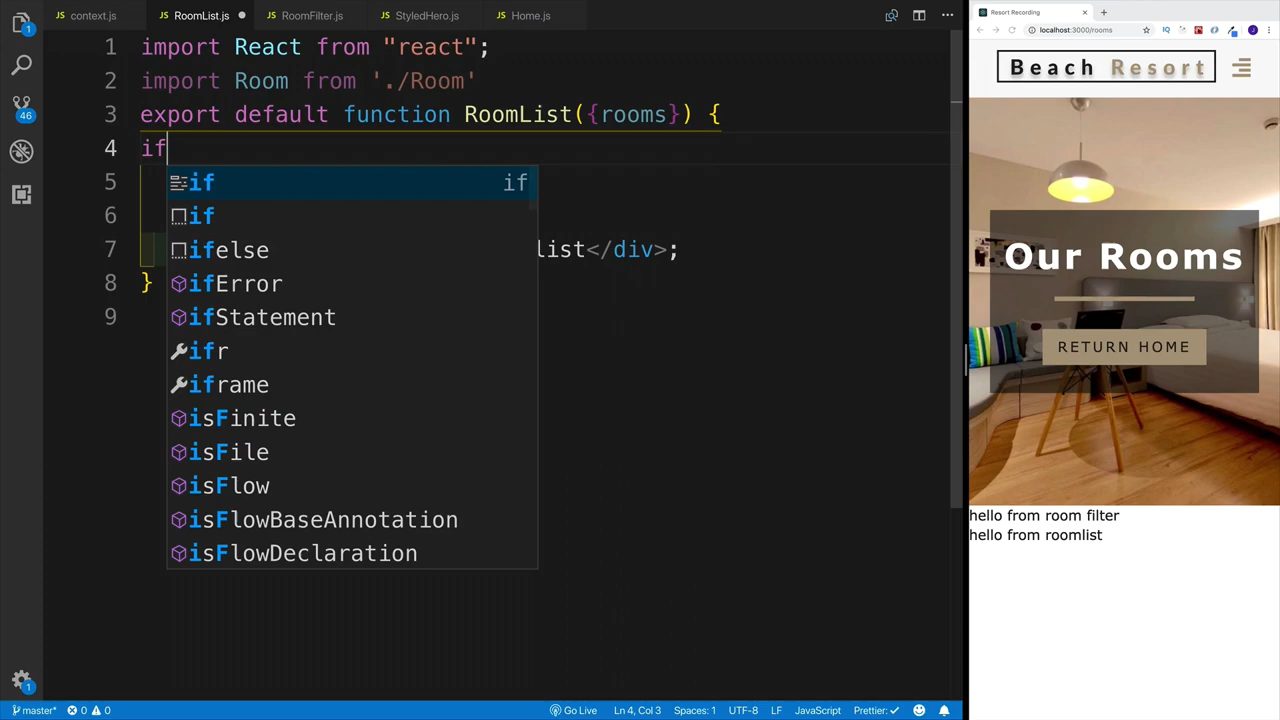 context.js
RoomList.js
RoomFilter.js
StyledHero.js
Home.js
1 import React from "react";
2 import Room from './Room'
3 export default function RoomList({rooms}) {
4 if
5
6
7 list</div>;
8 }
9
if if
if
ifelse
ifError
ifStatement
ifr
iframe
isFinite
isFile
isFlow
isFlowBaseAnnotation
isFlowDeclaration
1
46
1
master* 0 0
Go Live
Ln 4, Col 3
Spaces: 1
UTF-8
LF
JavaScript
Prettier: ✓
Resort Recording
localhost:3000/rooms
Beach Resort
Our Rooms
RETURN HOME
hello from room filter
hello from roomlist